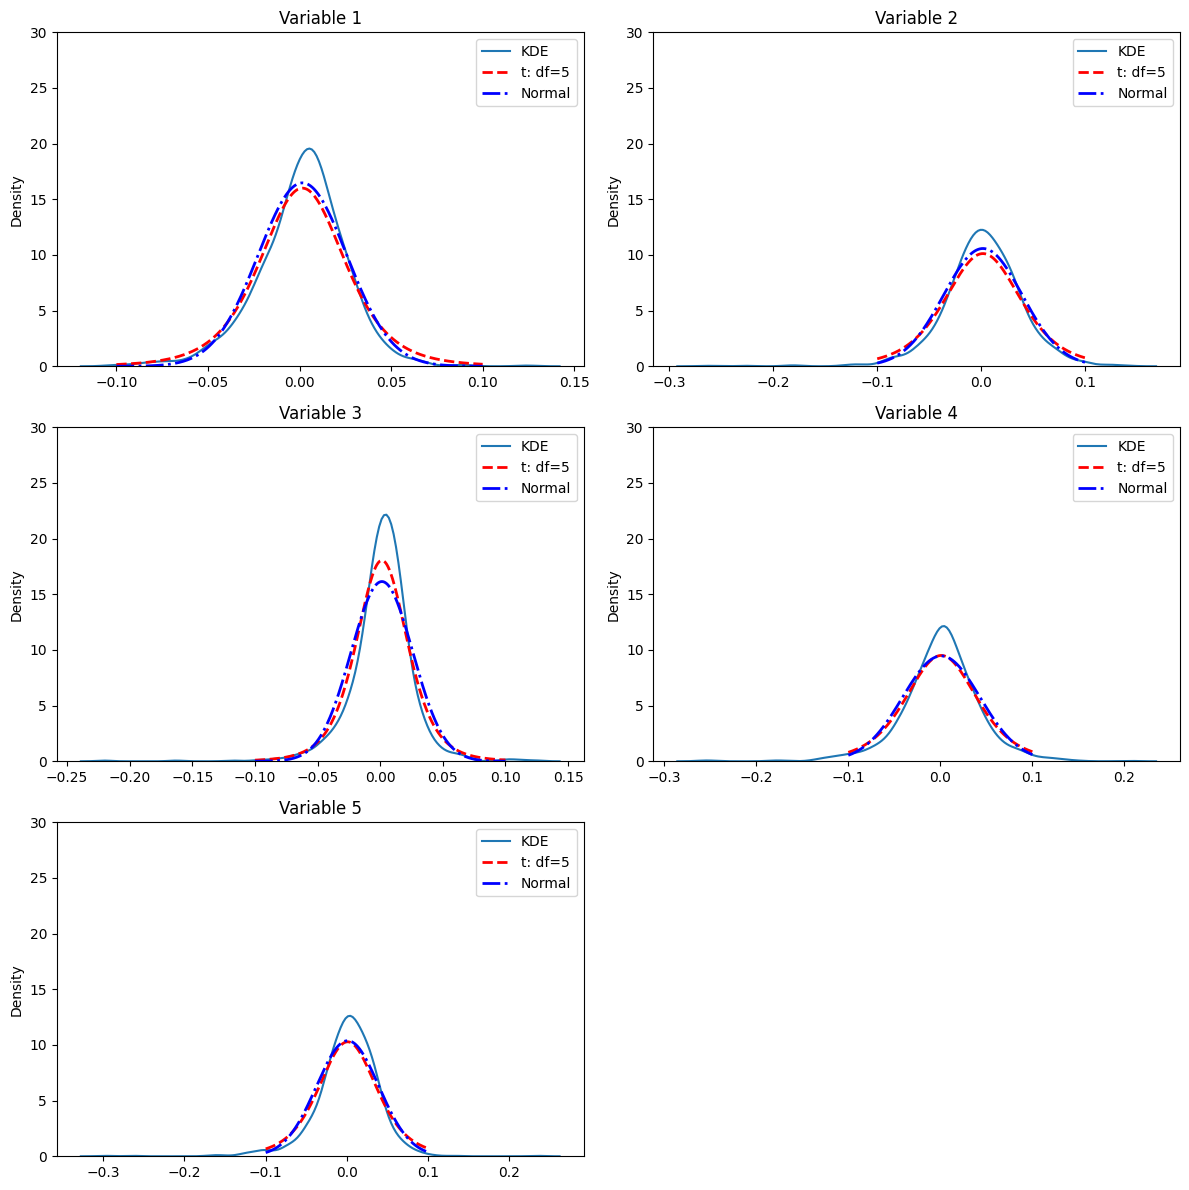 Variable 1
30
25
20
15
10
5
0
Density
KDE
t: df=5
Normal
−0.10 −0.05 0.00 0.05 0.10 0.15
Variable 2
30
25
20
15
10
5
0
Density
KDE
t: df=5
Normal
−0.3 −0.2 −0.1 0.0 0.1
Variable 3
30
25
20
15
10
5
0
Density
KDE
t: df=5
Normal
−0.25 −0.20 −0.15 −0.10 −0.05 0.00 0.05 0.10 0.15
Variable 4
30
25
20
15
10
5
0
Density
KDE
t: df=5
Normal
−0.3 −0.2 −0.1 0.0 0.1 0.2
Variable 5
30
25
20
15
10
5
0
Density
KDE
t: df=5
Normal
−0.3 −0.2 −0.1 0.0 0.1 0.2